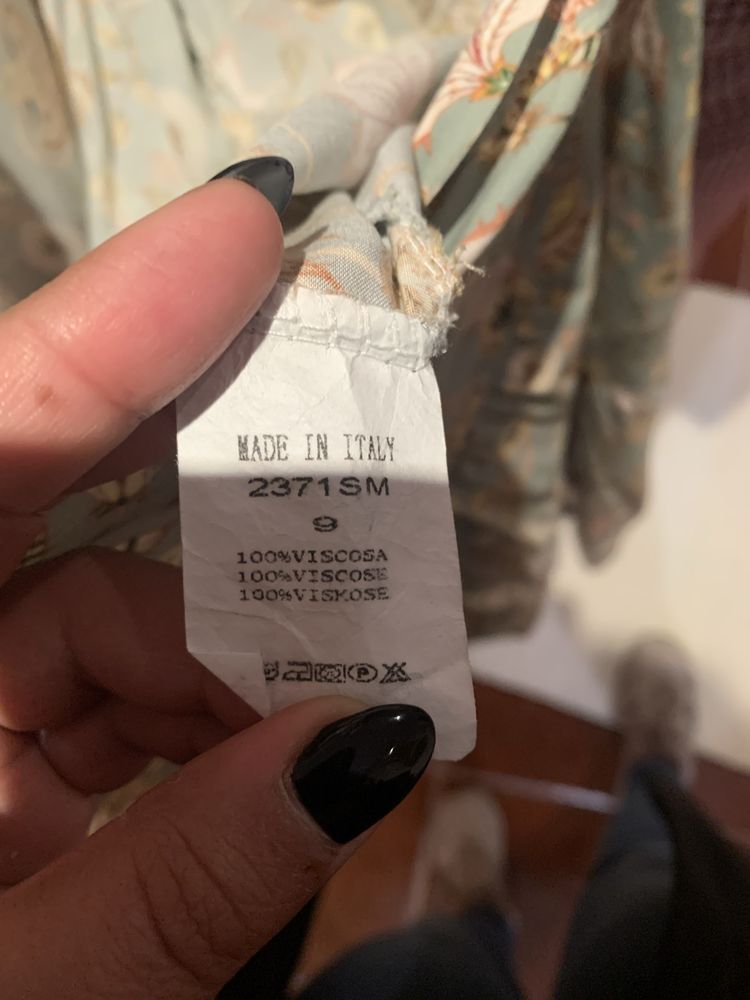 MADE IN ITALY
2371SM
9
100%VISCOSA
100%VISCOSE
100%VISKOSE